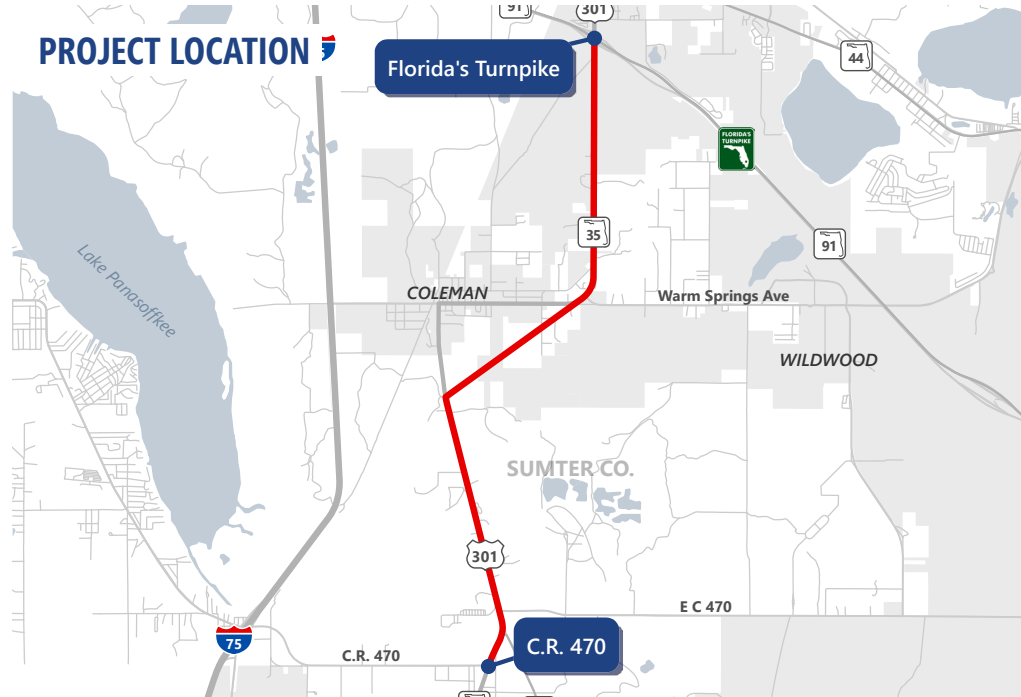 91
301
PROJECT LOCATION
Florida's Turnpike
44
FLORIDA'S
TURNPIKE
35
91
Lake Panasoffkee
COLEMAN
Warm Springs Ave
WILDWOOD
SUMTER CO.
301
E C 470
75
C.R. 470
C.R. 470